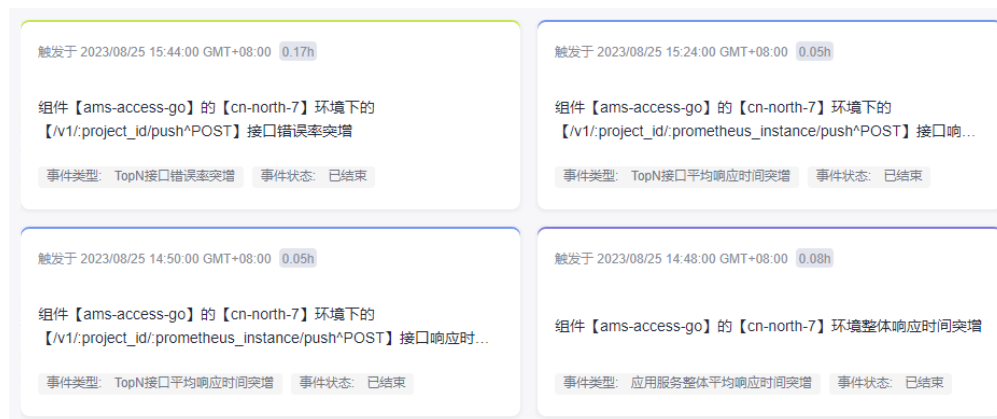 触发于 2023/08/25 15:44:00 GMT+08:00 0.17h
组件【ams-access-go】的【cn-north-7】环境下的
【/v1/:project_id/push^POST】接口错误率突增
事件类型: TopN接口错误率突增 事件状态: 已结束
触发于 2023/08/25 15:24:00 GMT+08:00 0.05h
组件【ams-access-go】的【cn-north-7】环境下的
【/v1/:project_id/:prometheus_instance/push^POST】接口响...
事件类型: TopN接口平均响应时间突增 事件状态: 已结束
触发于 2023/08/25 14:50:00 GMT+08:00 0.05h
组件【ams-access-go】的【cn-north-7】环境下的
【/v1/:project_id/:prometheus_instance/push^POST】接口响应时...
事件类型: TopN接口平均响应时间突增 事件状态: 已结束
触发于 2023/08/25 14:48:00 GMT+08:00 0.08h
组件【ams-access-go】的【cn-north-7】环境整体响应时间突增
事件类型: 应用服务整体平均响应时间突增 事件状态: 已结束